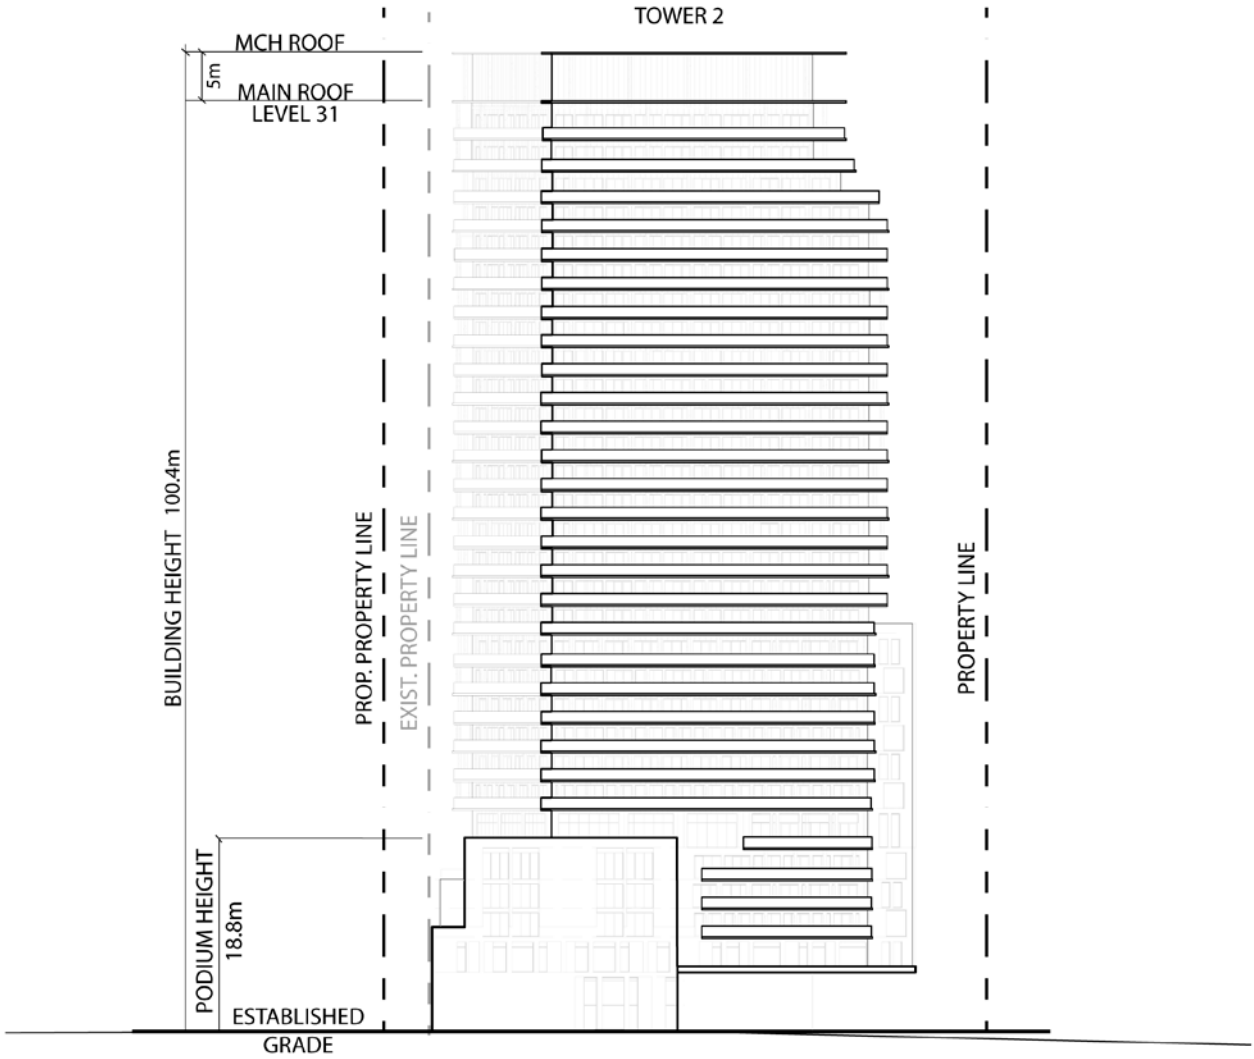 TOWER 2
MCH ROOF
5m
MAIN ROOF
LEVEL 31
BUILDING HEIGHT 100.4m
PROP. PROPERTY LINE
EXIST. PROPERTY LINE
PROPERTY LINE
PODIUM HEIGHT
18.8m
ESTABLISHED
GRADE